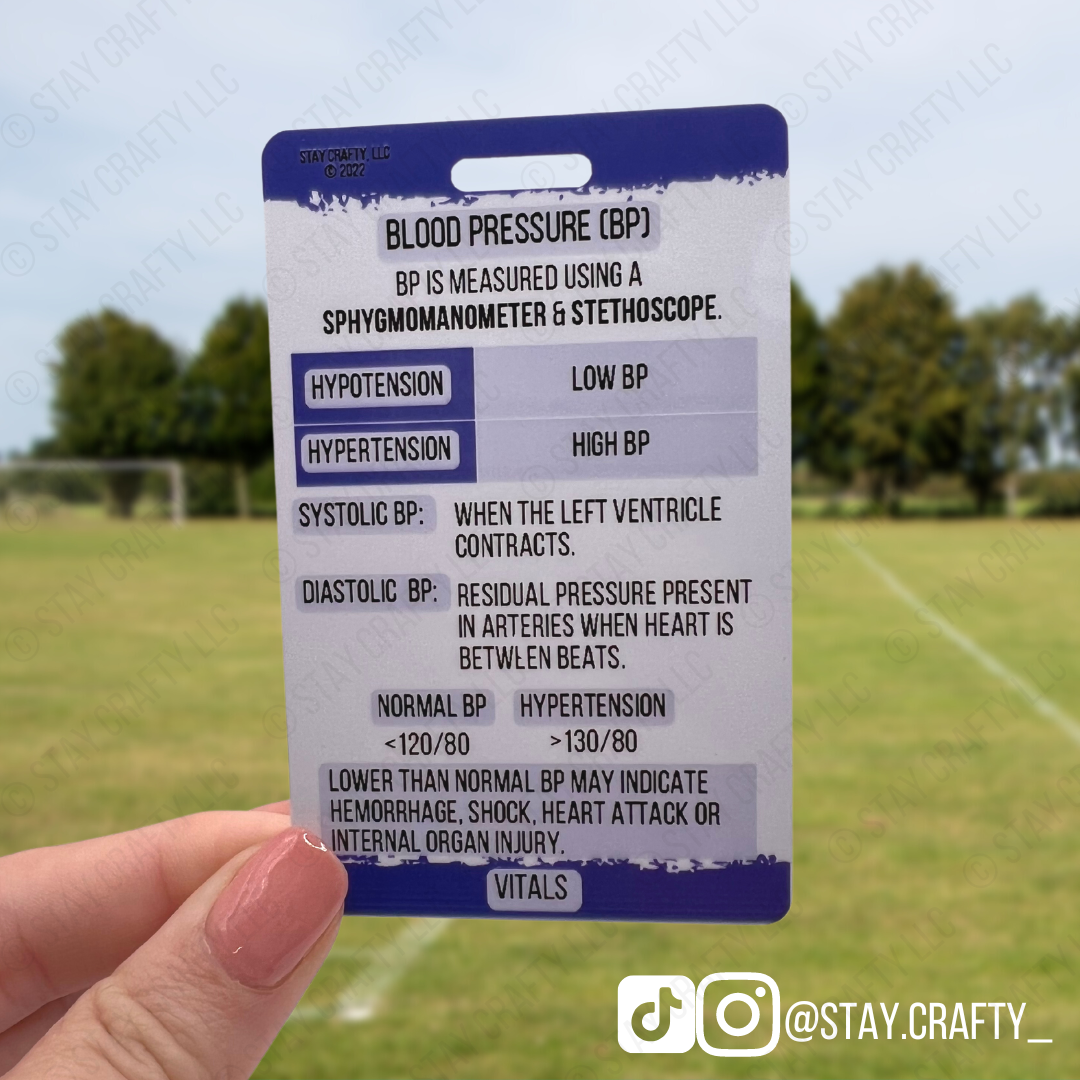 STAY CRAFTY, LLC
© 2022
BLOOD PRESSURE (BP)
BP IS MEASURED USING A
SPHYGMOMANOMETER & STETHOSCOPE.
HYPOTENSION LOW BP
HYPERTENSION HIGH BP
SYSTOLIC BP: WHEN THE LEFT VENTRICLE
CONTRACTS.
DIASTOLIC BP: RESIDUAL PRESSURE PRESENT
IN ARTERIES WHEN HEART IS
BETWEEN BEATS.
NORMAL BP HYPERTENSION
<120/80 >130/80
LOWER THAN NORMAL BP MAY INDICATE
HEMORRHAGE, SHOCK, HEART ATTACK OR
INTERNAL ORGAN INJURY.
VITALS
@STAY.CRAFTY_
© STAY CRAFTY LLC